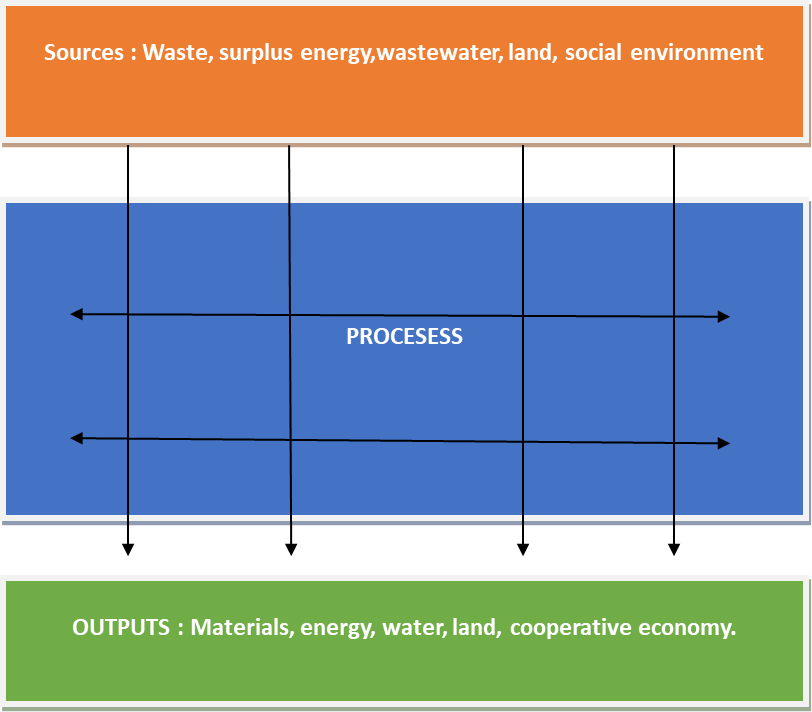 Sources : Waste, surplus energy,wastewater, land, social environment
PROCESESS
OUTPUTS : Materials, energy, water, land, cooperative economy.